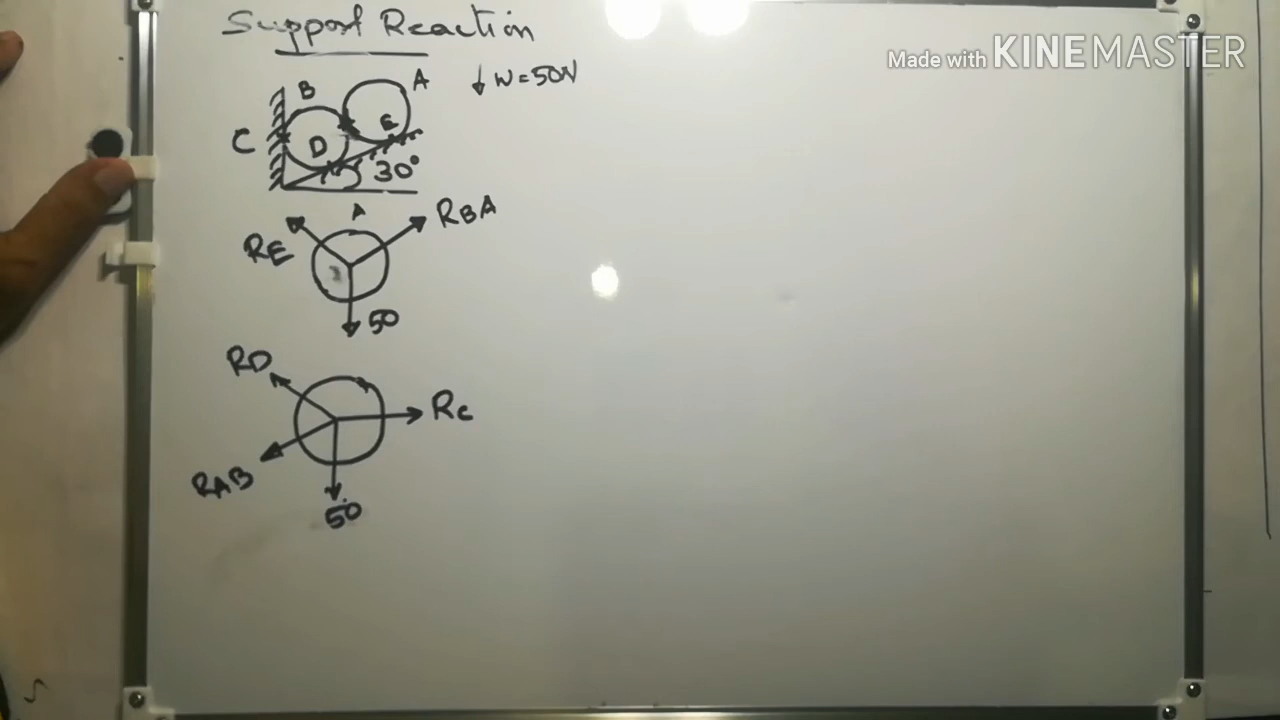 Support Reaction
Made with KINEMASTER
↓ W = 50N
B
A
C
D
E
30°
A
RE
RBA
50
RD
RC
RAB
50